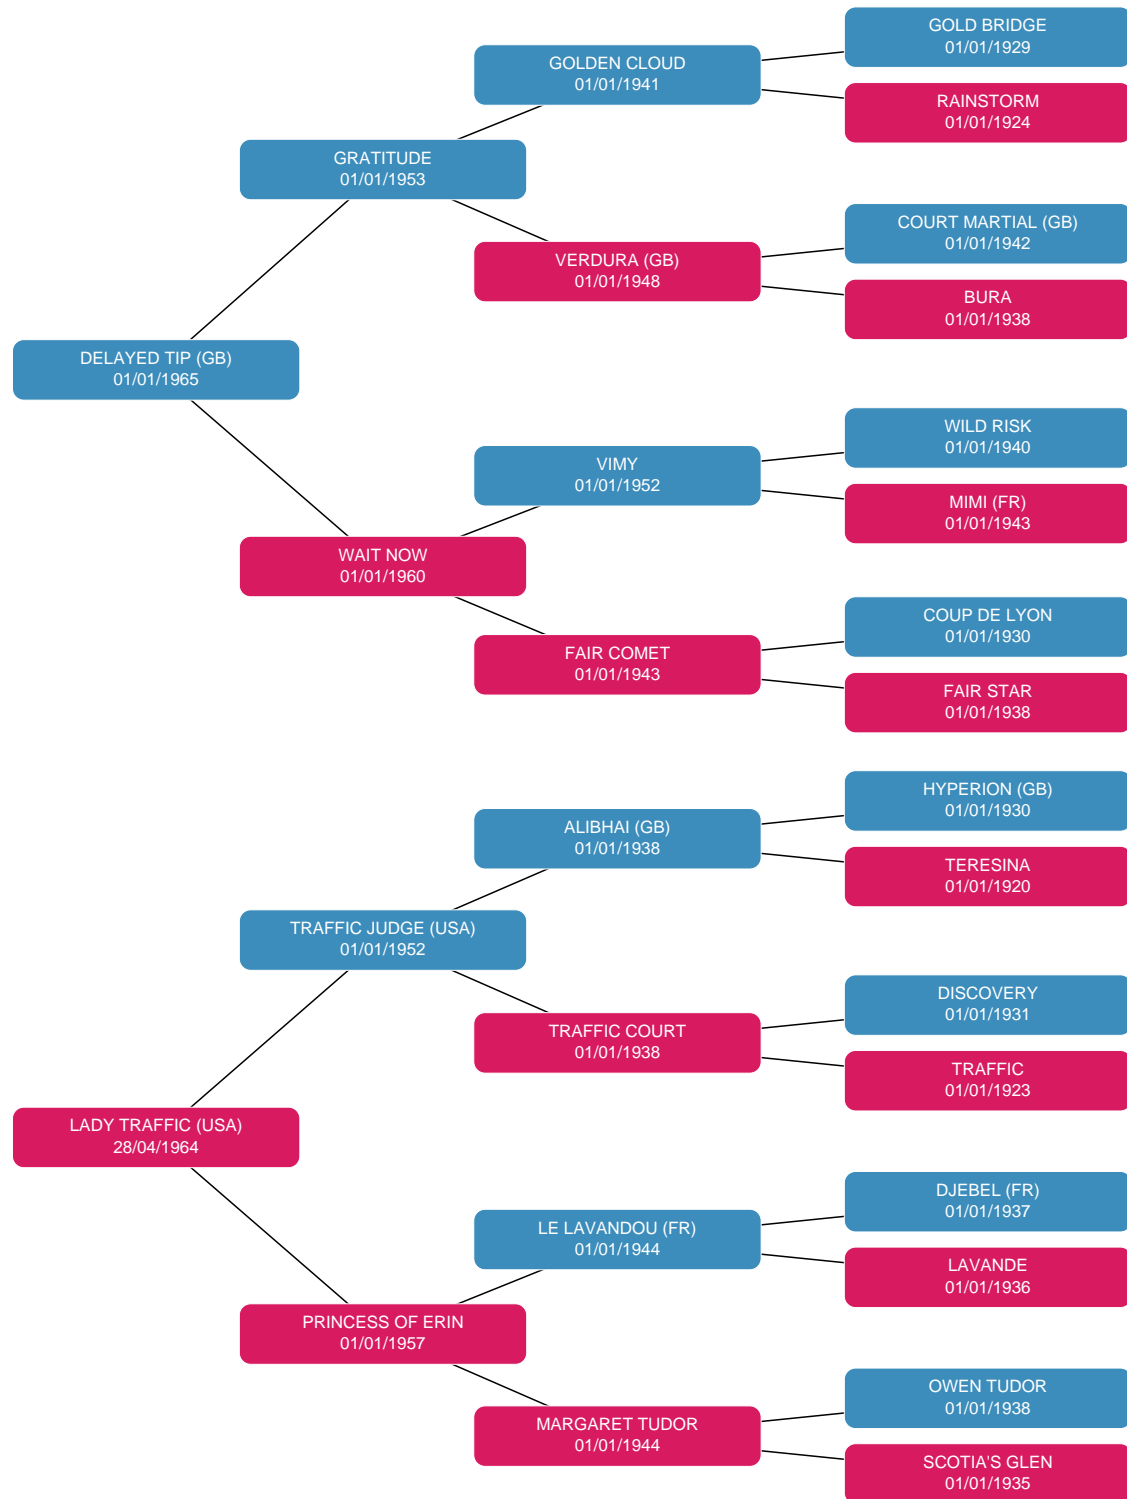 GOLD BRIDGE
01/01/1929
GOLDEN CLOUD
01/01/1941
RAINSTORM
01/01/1924
GRATITUDE
01/01/1953
COURT MARTIAL (GB)
01/01/1942
VERDURA (GB)
01/01/1948
BURA
01/01/1938
DELAYED TIP (GB)
01/01/1965
WILD RISK
01/01/1940
VIMY
01/01/1952
MIMI (FR)
01/01/1943
WAIT NOW
01/01/1960
COUP DE LYON
01/01/1930
FAIR COMET
01/01/1943
FAIR STAR
01/01/1938
HYPERION (GB)
01/01/1930
ALIBHAI (GB)
01/01/1938
TERESINA
01/01/1920
TRAFFIC JUDGE (USA)
01/01/1952
DISCOVERY
01/01/1931
TRAFFIC COURT
01/01/1938
TRAFFIC
01/01/1923
LADY TRAFFIC (USA)
28/04/1964
DJEBEL (FR)
01/01/1937
LE LAVANDOU (FR)
01/01/1944
LAVANDE
01/01/1936
PRINCESS OF ERIN
01/01/1957
OWEN TUDOR
01/01/1938
MARGARET TUDOR
01/01/1944
SCOTIA'S GLEN
01/01/1935